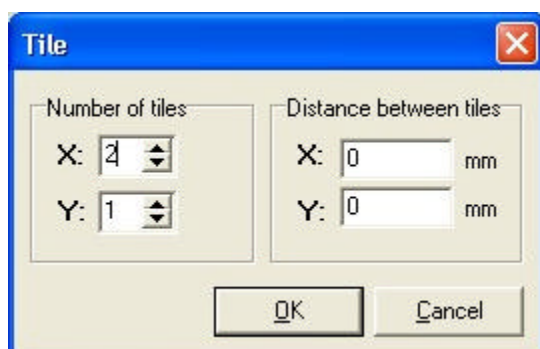 Tile
Number of tiles
X: 2
Y: 1
Distance between tiles
X: 0 mm
Y: 0 mm
OK
Cancel